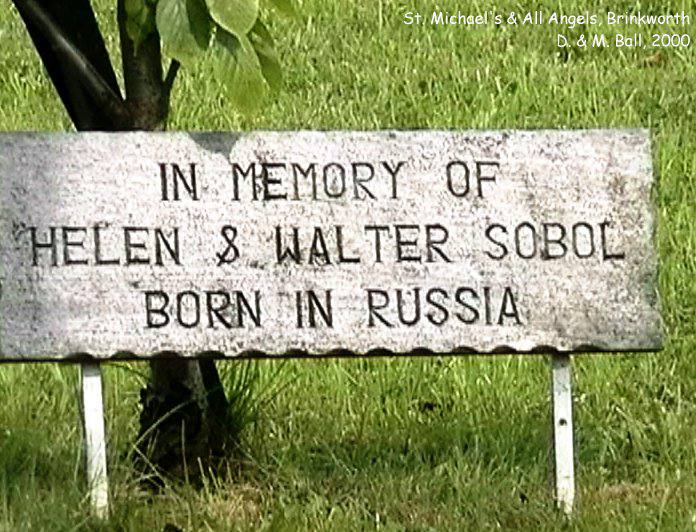 St. Michael's & All Angels, Brinkworth
D. & M. Ball, 2000
IN MEMORY OF
HELEN & WALTER SOBOL
BORN IN RUSSIA